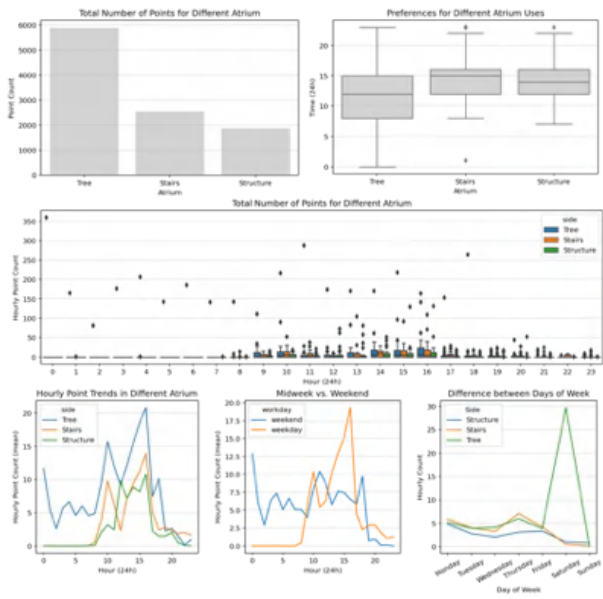 Total Number of Points for Different Atrium
Point Count
6000
5000
4000
3000
2000
1000
0
Tree Stairs Structure
Atrium
Preferences for Different Atrium Uses
Time (24h)
20
15
10
5
0
Tree Stairs Structure
Atrium
Total Number of Points for Different Atrium
Hourly Point Count
350
300
250
200
150
100
50
0
side
Tree
Stairs
Structure
0 1 2 3 4 5 6 7 8 9 10 11 12 13 14 15 16 17 18 19 20 21 22 23
Hour (24h)
Hourly Point Trends in Different Atrium
Hourly Point Count (mean)
20
15
10
5
0
side
Tree
Stairs
Structure
0 5 10 15 20
Hour (24h)
Midweek vs. Weekend
Hourly Point Count (mean)
20.0
17.5
15.0
12.5
10.0
7.5
5.0
2.5
0.0
workday
weekend
weekday
0 5 10 15 20
Hour (24h)
Difference between Days of Week
Hourly Count
30
25
20
15
10
5
0
Side
Structure
Stairs
Tree
Monday Tuesday Wednesday Thursday Friday Saturday Sunday
Day of Week